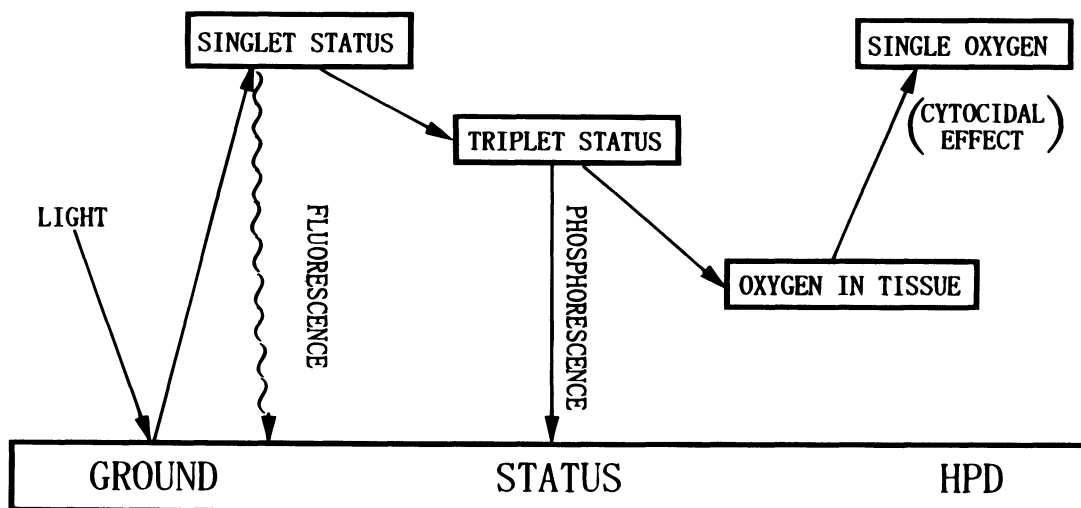 SINGLET STATUS
SINGLE OXYGEN
(CYTOCIDAL
EFFECT)
TRIPLET STATUS
LIGHT
FLUORESCENCE
PHOSPHORESCENCE
OXYGEN IN TISSUE
GROUND STATUS HPD